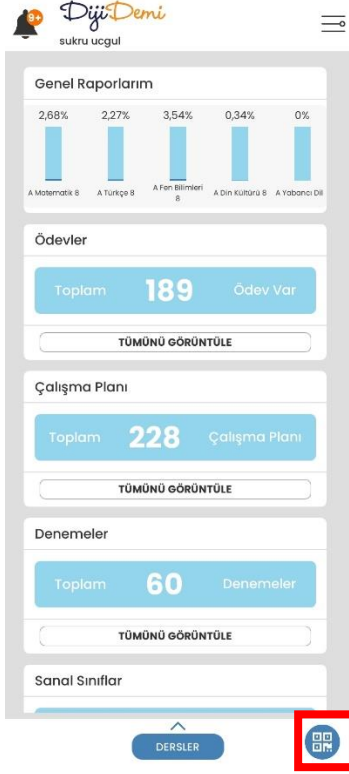 9+
DijiDemi
sukru ucgul
Genel Raporlarım
2,68% 2,27% 3,54% 0,34% 0%
A Matematik 8 A Türkçe 8 A Fen Bilimleri 8 A Din Kültürü 8 A Yabancı Dil
Ödevler
Toplam 189 Ödev Var
TÜMÜNÜ GÖRÜNTÜLE
Çalışma Planı
Toplam 228 Çalışma Planı
TÜMÜNÜ GÖRÜNTÜLE
Denemeler
Toplam 60 Denemeler
TÜMÜNÜ GÖRÜNTÜLE
Sanal Sınıflar
DERSLER